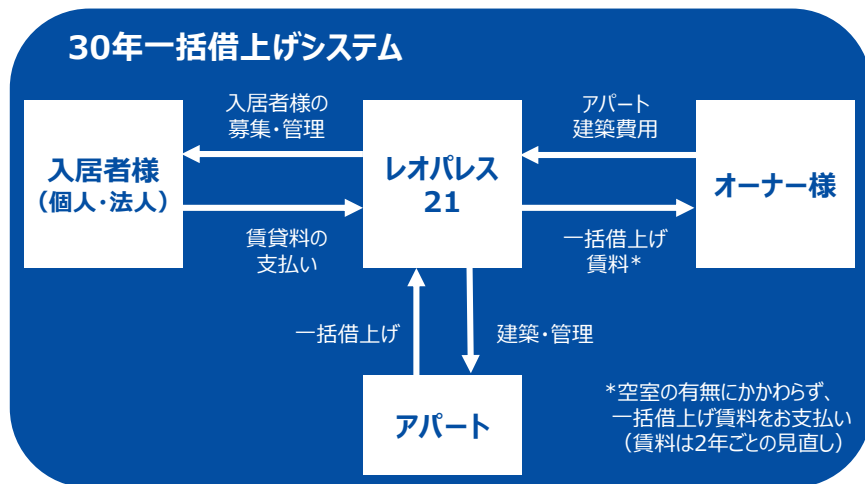 30年一括借上げシステム
入居者様の
募集・管理
アパート
建築費用
入居者様
（個人・法人）
レオパレス
21
オーナー様
賃貸料の
支払い
一括借上げ
賃料*
一括借上げ
建築・管理
アパート
*空室の有無にかかわらず、
一括借上げ賃料をお支払い
（賃料は2年ごとの見直し）